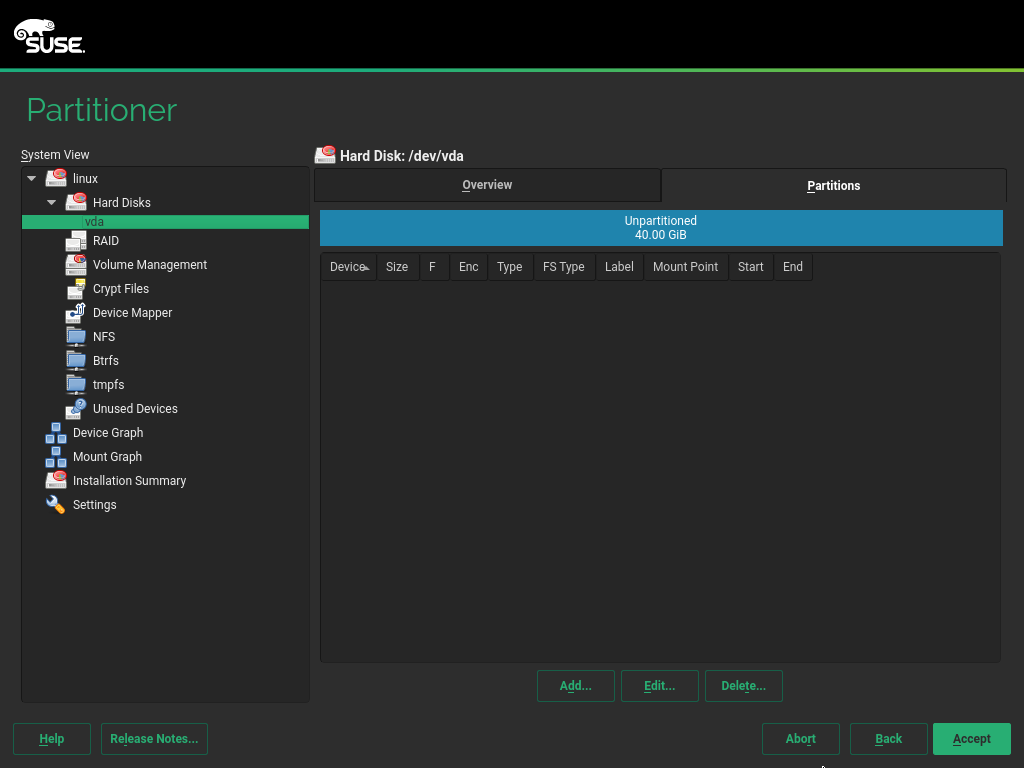 SUSE.
Partitioner
System View
linux
Hard Disks
vda
RAID
Volume Management
Crypt Files
Device Mapper
NFS
Btrfs
tmpfs
Unused Devices
Device Graph
Mount Graph
Installation Summary
Settings
Hard Disk: /dev/vda
Overview Partitions
Unpartitioned
40.00 GiB
Device Size F Enc Type FS Type Label Mount Point Start End
Add... Edit... Delete...
Help Release Notes... Abort Back Accept